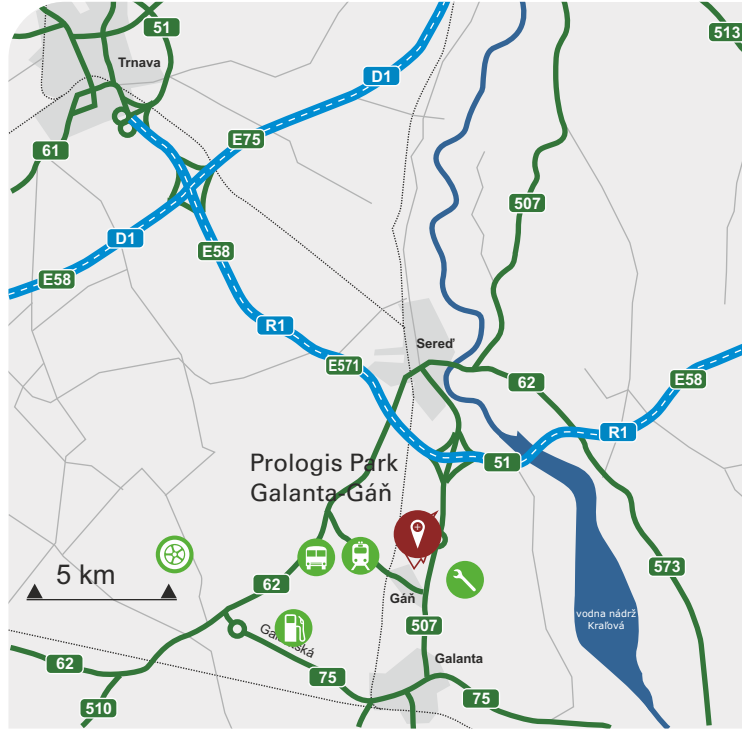 51
513
Trnava
D1
E75
61
507
D1
E58
E58
R1
Sereď
E571
62
E58
R1
Prologis Park
Galanta-Gáň
51
5 km
573
62
Gáň
vodna nádrž
Kraľová
507
62
Galanta
75
75
510